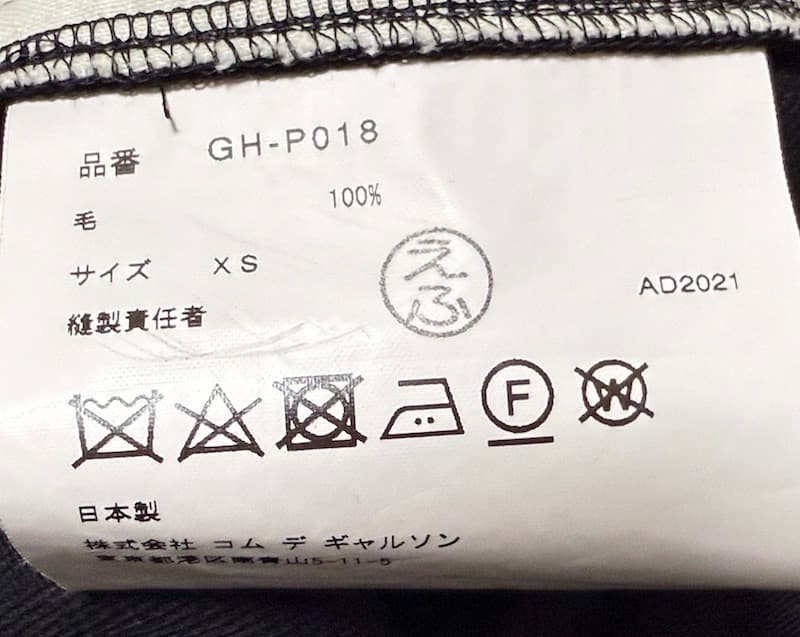 品番 GH-P018
毛 100%
サイズ XS
えふ
AD2021
縫製責任者
F
W
日本製
株式会社 コム デ ギャルソン
東京都港区南青山5-11-5